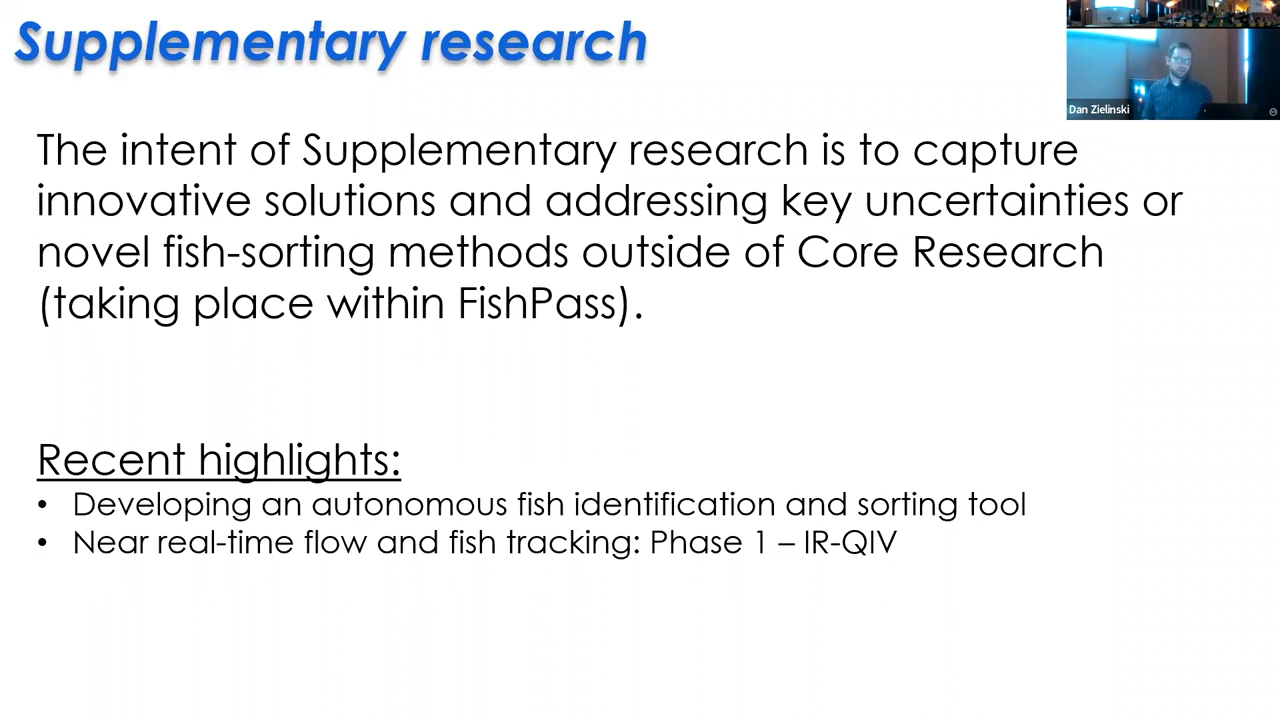 Supplementary research
Dan Zielinski
The intent of Supplementary research is to capture
innovative solutions and addressing key uncertainties or
novel fish-sorting methods outside of Core Research
(taking place within FishPass).
Recent highlights:
• Developing an autonomous fish identification and sorting tool
• Near real-time flow and fish tracking: Phase 1 – IR-QIV